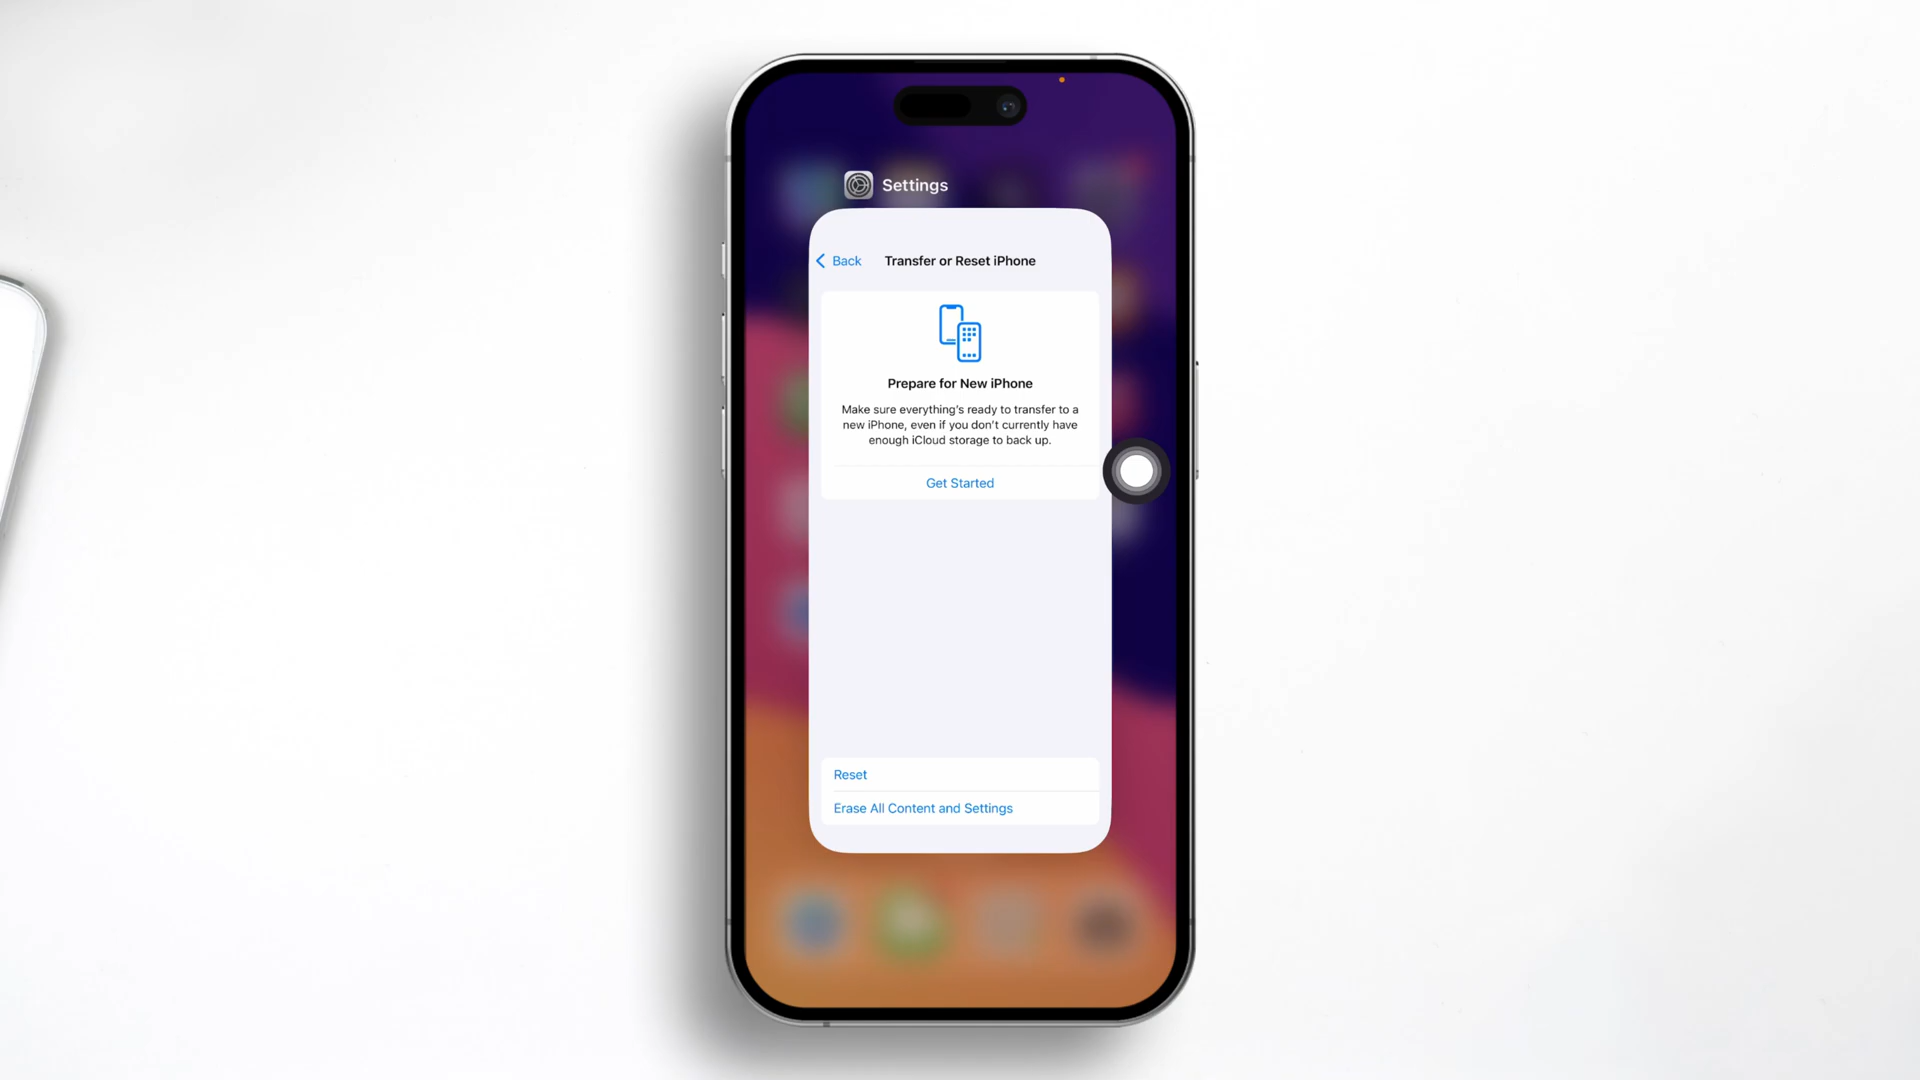 Settings
Back
Transfer or Reset iPhone
Prepare for New iPhone
Make sure everything's ready to transfer to a
new iPhone, even if you don't currently have
enough iCloud storage to back up.
Get Started
Reset
Erase All Content and Settings